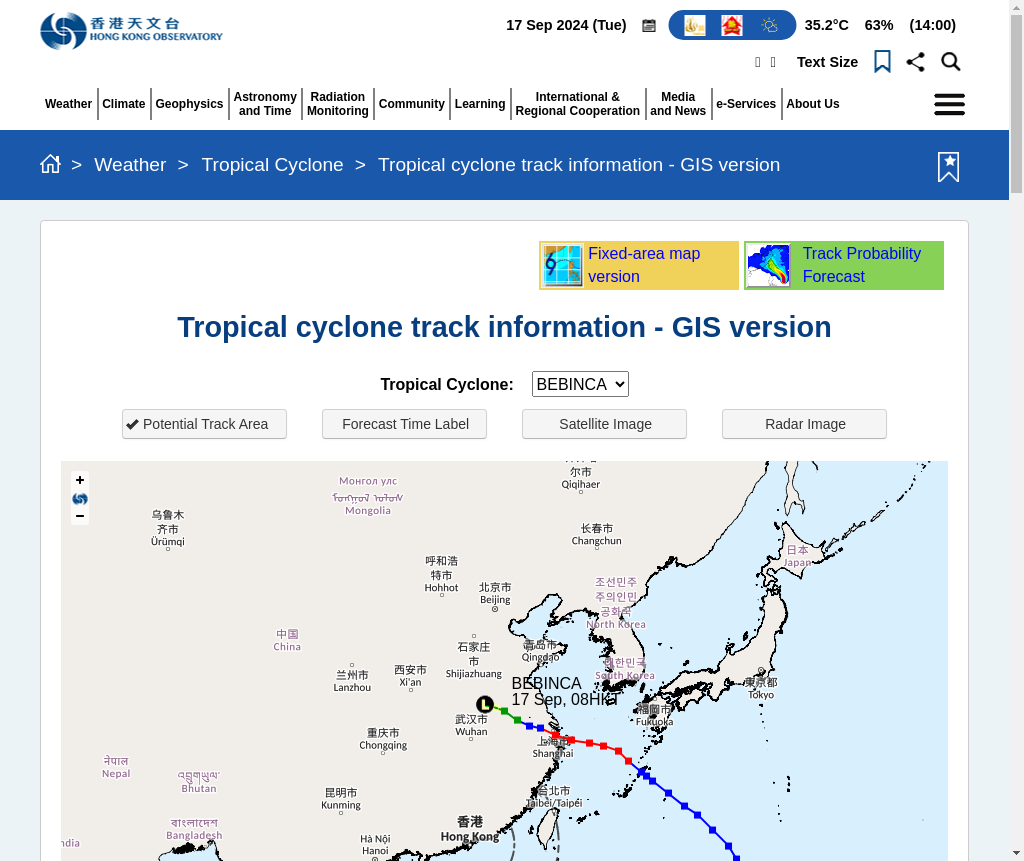 香港天文台
HONG KONG OBSERVATORY
17 Sep 2024 (Tue)
35.2°C 63% (14:00)
Text Size
Weather
Climate
Geophysics
Astronomy
and Time
Radiation
Monitoring
Community
Learning
International &
Regional Cooperation
Media
and News
e-Services
About Us
> Weather > Tropical Cyclone > Tropical cyclone track information - GIS version
Fixed-area map
version
Track Probability
Forecast
Tropical cyclone track information - GIS version
Tropical Cyclone: BEBINCA
Potential Track Area
Forecast Time Label
Satellite Image
Radar Image
+
−
尔市
Qiqihaer
Монгол улс
Mongolia
乌鲁木
齐市
Ürümqi
长春市
Changchun
日本
Japan
呼和浩
特市
Hohhot
北京市
Beijing
조선민주
주의인민
공화국
North Korea
中国
China
石家庄
市
Shijiazhuang
青岛市
Qingdao
대한민국
South Korea
兰州市
Lanzhou
西安市
Xi'an
東京都
Tokyo
BEBINCA
17 Sep, 08HKT
L
福岡市
Fukuoka
武汉市
Wuhan
重庆市
Chongqing
上海市
Shanghai
नेपाल
Nepal
འབྲུག་ཡུལ་
Bhutan
昆明市
Kunming
台北市
Taibei/Taipéi
বাংলাদেশ
Bangladesh
香港
Hong Kong
Hà Nội
Hanoi
ndia